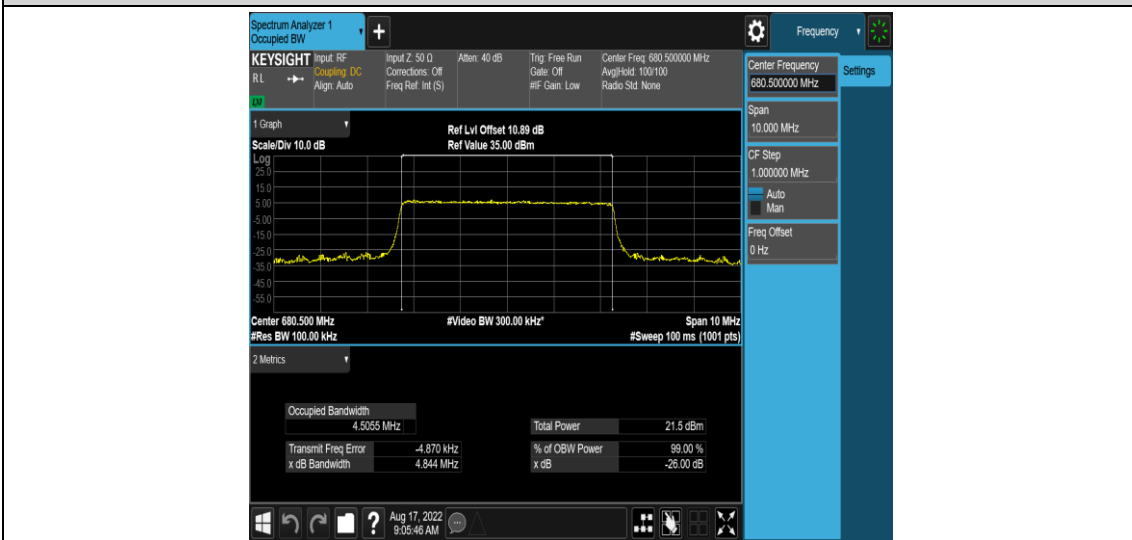 Spectrum Analyzer 1
Occupied BW
+
Frequency
KEYSIGHT
RL
LXI
Input: RF
Coupling: DC
Align: Auto
Input Z: 50 Ω
Corrections: Off
Freq Ref: Int (S)
Atten: 40 dB
Trig: Free Run
Gate: Off
#IF Gain: Low
Center Freq: 680.500000 MHz
Avg|Hold: 100/100
Radio Std: None
Center Frequency
680.500000 MHz
Settings
Span
10.000 MHz
CF Step
1.000000 MHz
Auto
Man
Freq Offset
0 Hz
1 Graph
Ref Lvl Offset 10.89 dB
Scale/Div 10.0 dB
Ref Value 35.00 dBm
Log
25.0
15.0
5.00
-5.00
-15.0
-25.0
-35.0
-45.0
-55.0
Center 680.500 MHz
#Video BW 300.00 kHz*
Span 10 MHz
#Res BW 100.00 kHz
#Sweep 100 ms (1001 pts)
2 Metrics
Occupied Bandwidth
4.5055 MHz
Total Power 21.5 dBm
Transmit Freq Error -4.870 kHz
% of OBW Power 99.00 %
x dB Bandwidth 4.844 MHz
x dB -26.00 dB
?
Aug 17, 2022
9:05:46 AM